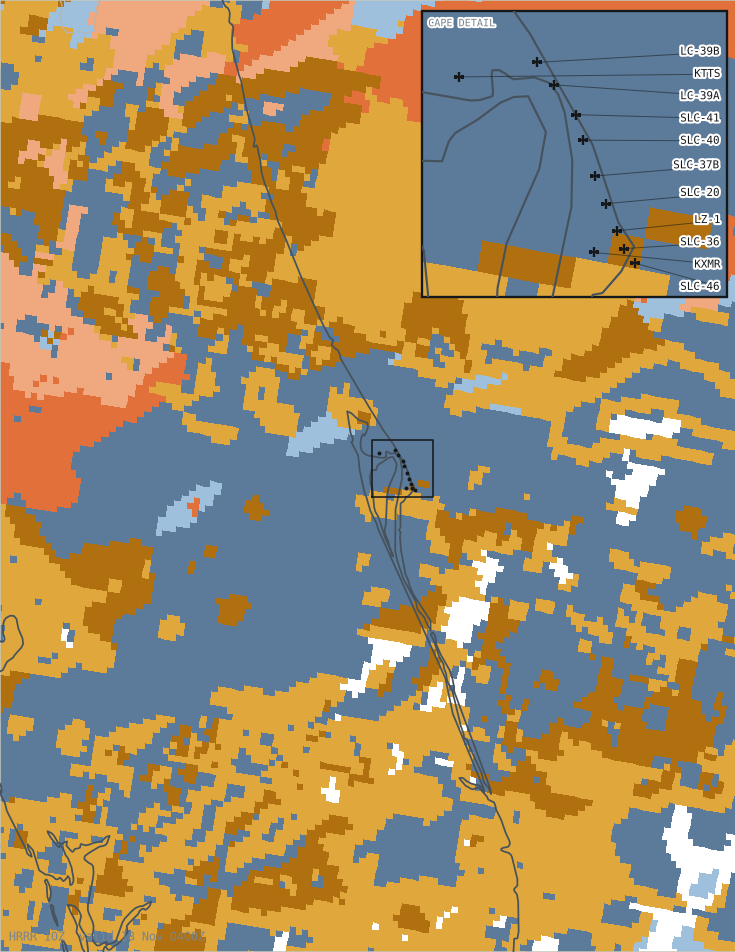 CAPE DETAIL
LC-39B
KTTS
LC-39A
SLC-41
SLC-40
SLC-37B
SLC-20
LZ-1
SLC-36
KXMR
SLC-46
HRRR 10Z